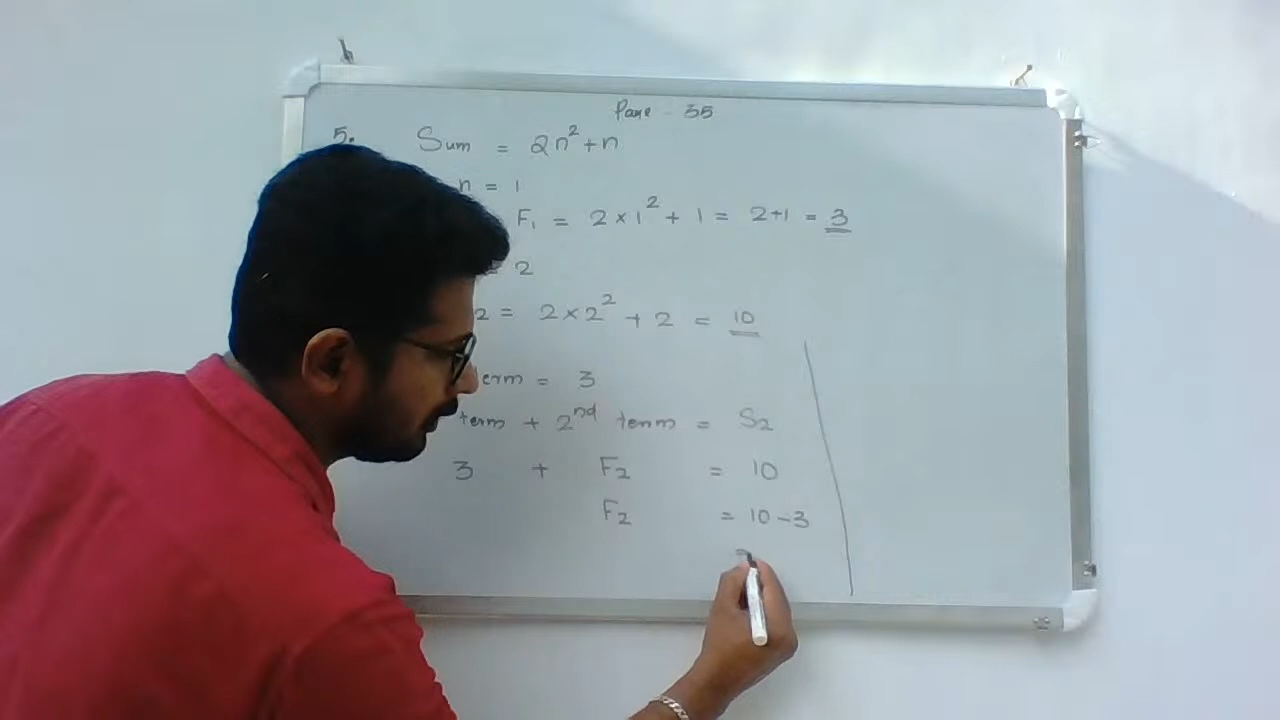 Page - 35
5. Sum = 2n²+n
n = 1
F₁ = 2×1² + 1 = 2+1 = 3
= 2
2 = 2×2² + 2 = 10
term = 3
term + 2nd term = S₂
3 + F₂ = 10
F₂ = 10-3